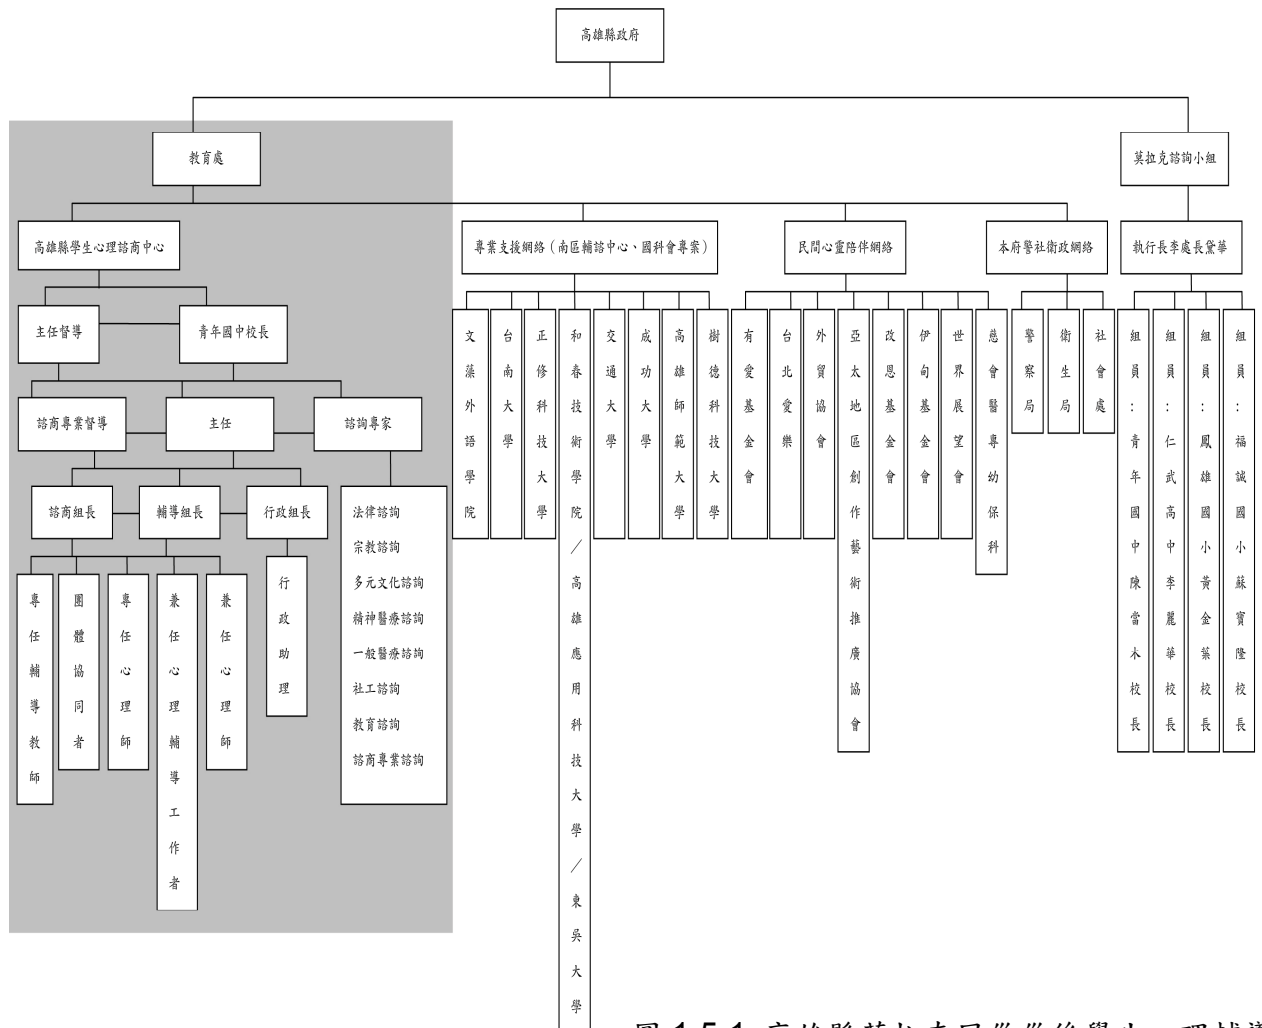 高雄縣政府
教育處
莫拉克諮詢小組
高雄縣學生心理諮商中心
專業支援網絡（南區輔諮中心、國科會專案）
民間心靈陪伴網絡
本府警社衛政網絡
執行長李處長黛華
主任督導
青年國中校長
諮商專業督導
主任
諮詢專家
諮商組長
輔導組長
行政組長
專任輔導教師
團體協同者
專任心理師
兼任心理輔導工作者
兼任心理師
行政助理
法律諮詢
宗教諮詢
多元文化諮詢
精神醫療諮詢
一般醫療諮詢
社工諮詢
教育諮詢
諮商專業諮詢
文藻外語學院
台南大學
正修科技大學
和春技術學院／高雄應用科技大學／東吳大學
交通大學
成功大學
高雄師範大學
樹德科技大學
有愛基金會
台北愛樂
外貿協會
亞太地區創作藝術推廣協會
改恩基金會
伊甸基金會
世界展望會
慈會醫專幼保科
警察局
衛生局
社會處
組員：青年國中陳當木校長
組員：仁武高中李麗華校長
組員：鳳雄國小黃金葉校長
組員：福誠國小蘇寶隆校長
圖 1-5-1